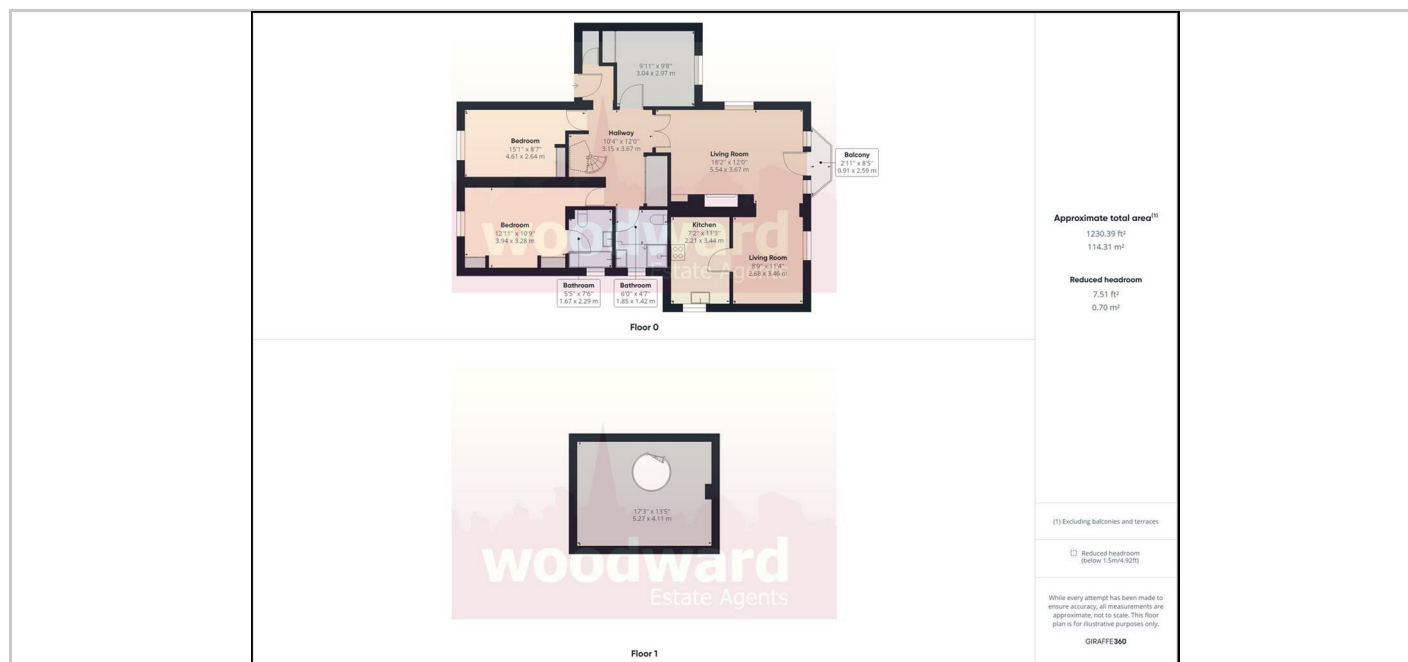 9'11" x 9'8"
3.04 x 2.97 m
Bedroom
15'1" x 8'7"
4.61 x 2.64 m
Hallway
10'4" x 12'0"
3.15 x 3.67 m
Living Room
18'2" x 12'0"
5.54 x 3.67 m
Balcony
2'11" x 8'5"
0.91 x 2.59 m
Bedroom
12'11" x 10'9"
3.94 x 3.28 m
Kitchen
7'2" x 11'3"
2.21 x 3.44 m
Living Room
8'9" x 11'4"
2.68 x 3.46 m
Bathroom
5'5" x 7'6"
1.67 x 2.29 m
Bathroom
6'0" x 4'7"
1.85 x 1.42 m
woodward
Estate Agents
Floor 0
17'3" x 13'5"
5.27 x 4.11 m
woodward
Estate Agents
Floor 1
Approximate total area(1)
1230.39 ft²
114.31 m²
Reduced headroom
7.51 ft²
0.70 m²
(1) Excluding balconies and terraces
Reduced headroom
(below 1.5m/4.92ft)
While every attempt has been made to
ensure accuracy, all measurements are
approximate, not to scale. This floor
plan is for illustrative purposes only.
GIRAFFE360